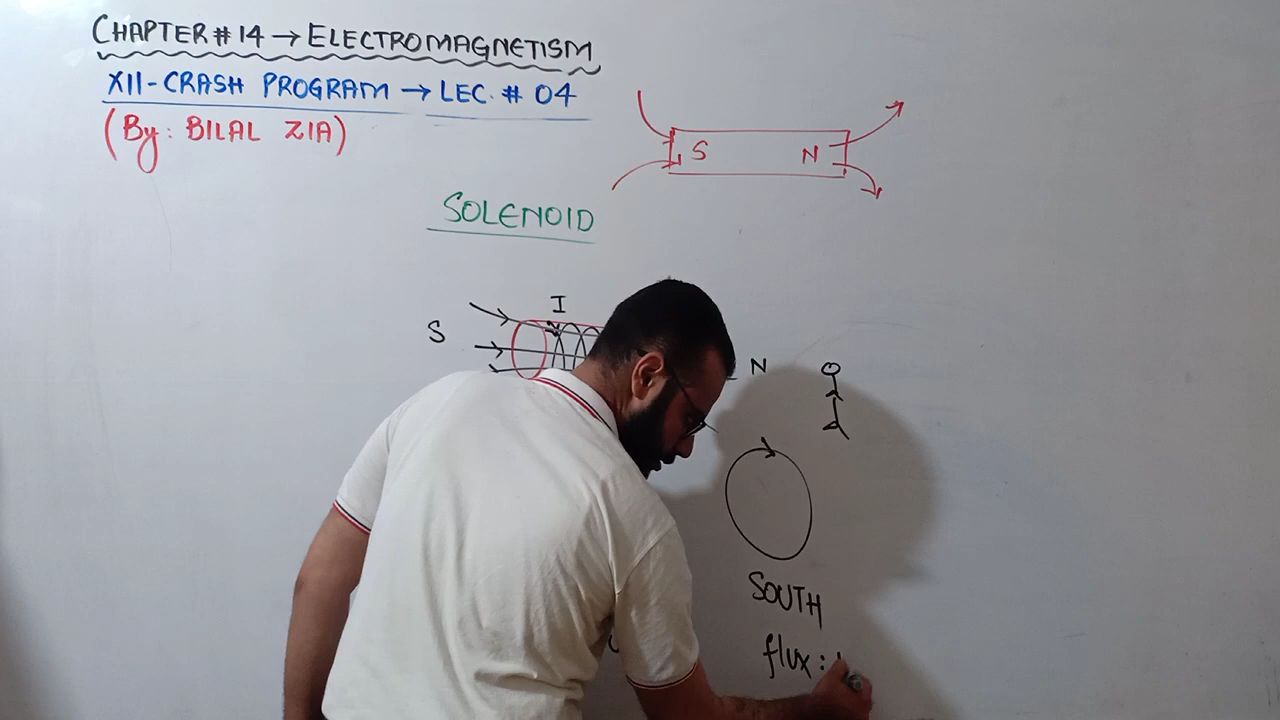 CHAPTER # 14 → ELECTROMAGNETISM
XII-CRASH PROGRAM → LEC. # 04
(By: BILAL ZIA)
S N
SOLENOID
I
S
N
SOUTH
flux :